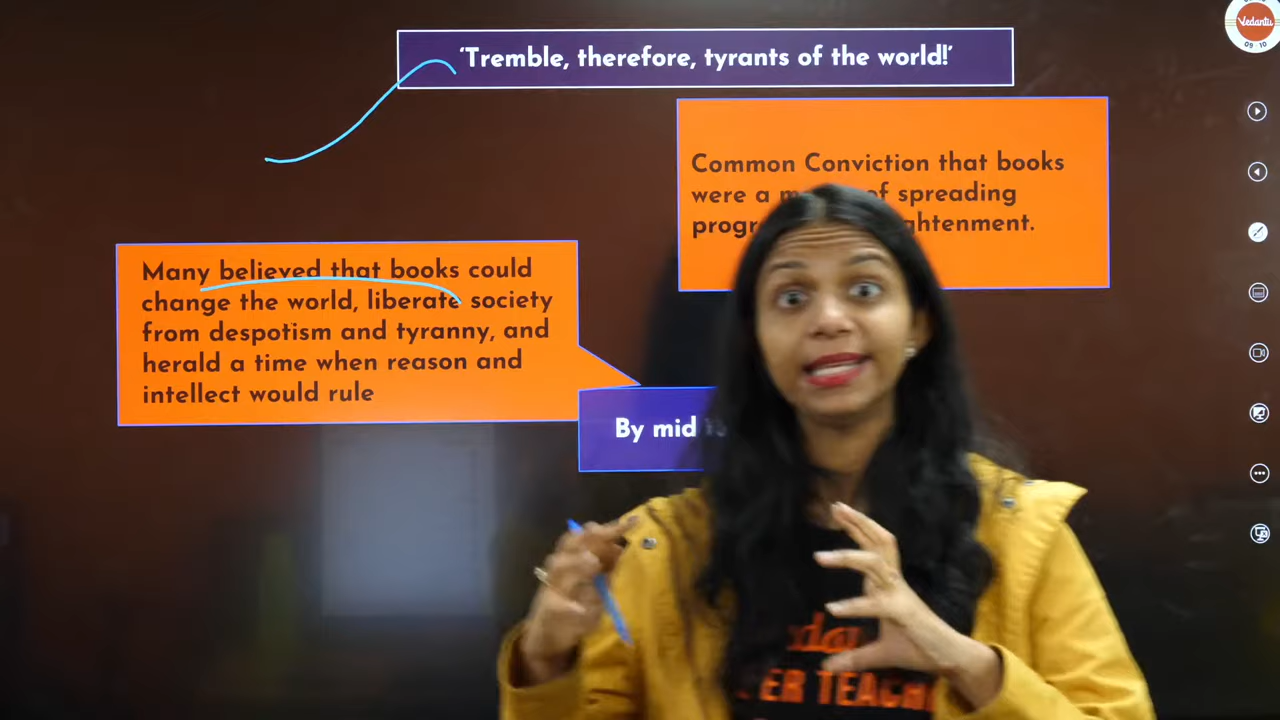 'Tremble, therefore, tyrants of the world!'
Common Conviction that books
were a of spreading
Many believed that books could
change the world, liberate society
from despotism and tyranny, and
herald a time when reason and
intellect would rule
By mid
Vedantu
09 10